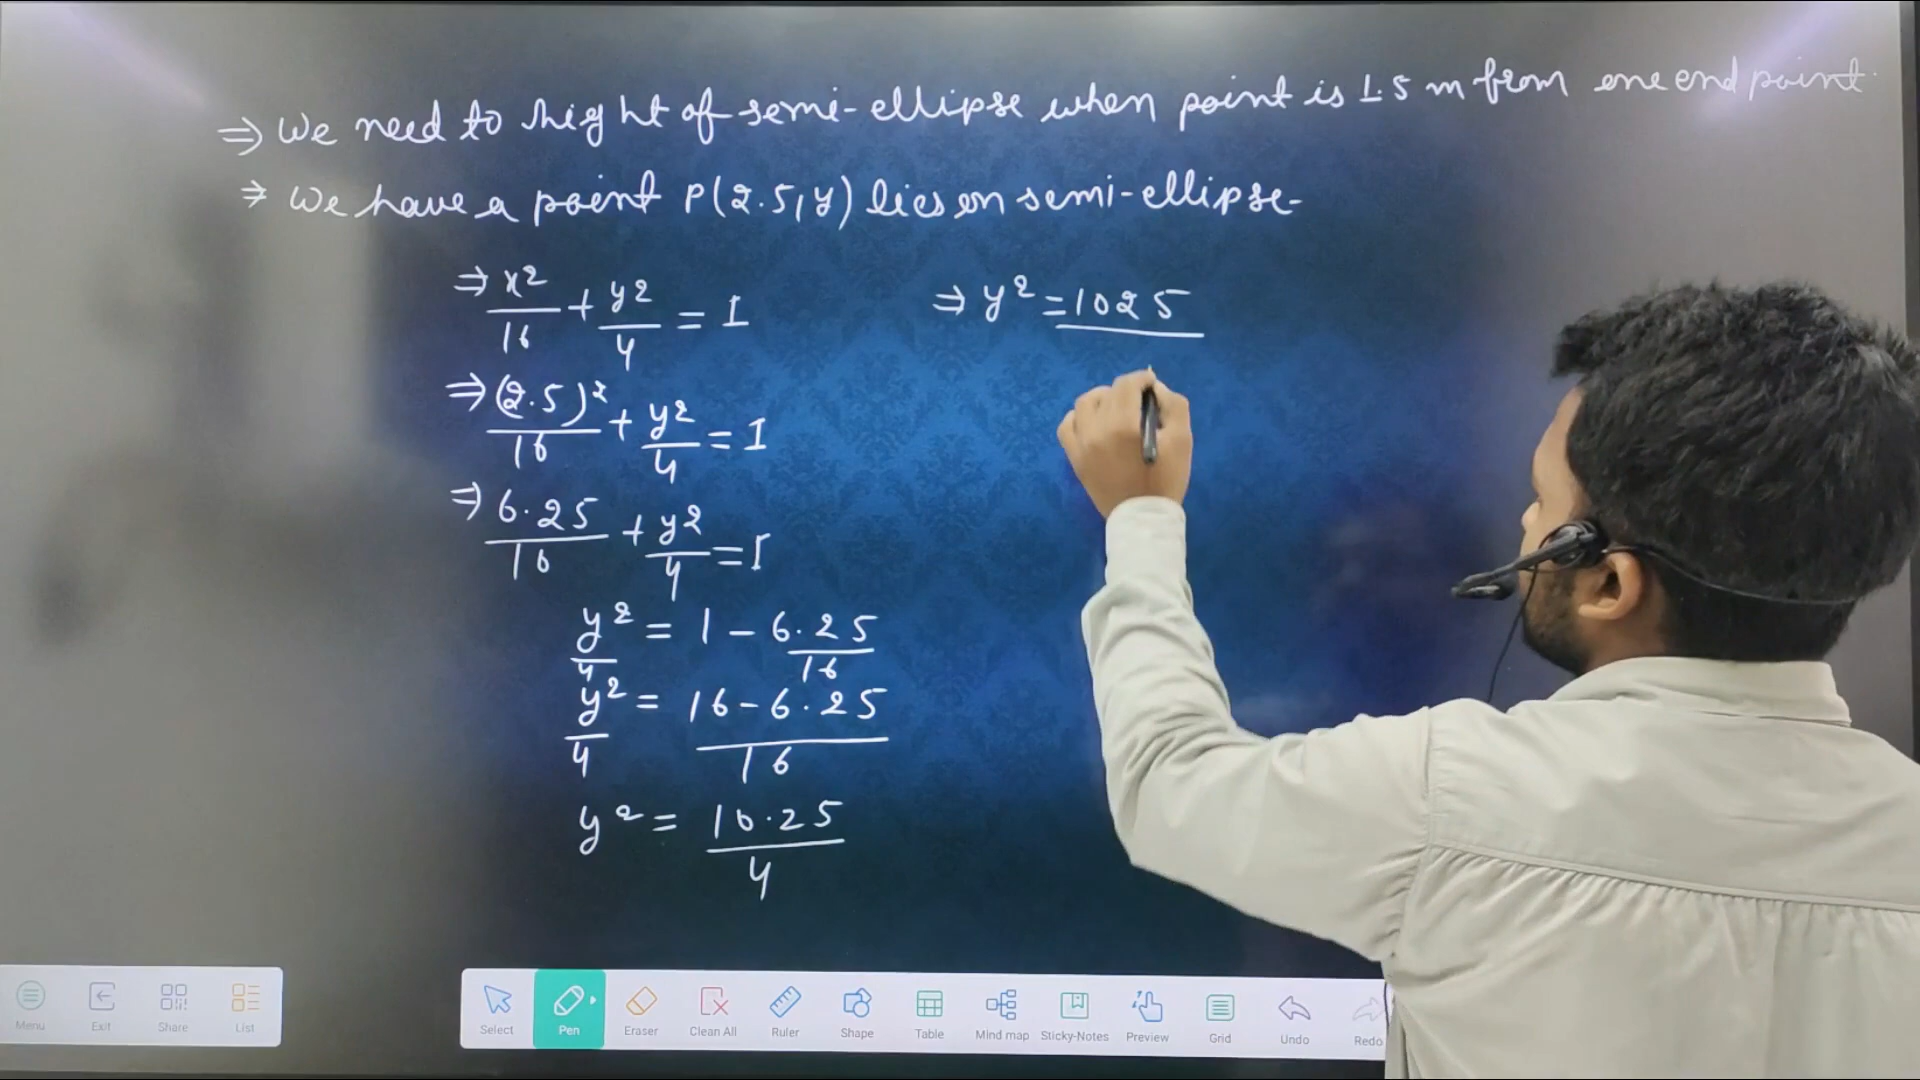 ⇒ We need to hight of semi-ellipse when point is 1.5 m from one end point.
⇒ We have a point P(2.5,y) lies on semi-ellipse-
⇒ x²/16 + y²/4 = 1
⇒ (2.5)²/16 + y²/4 = 1
⇒ 6.25/16 + y²/4 = 1
y²/4 = 1 - 6.25/16
y²/4 = 16-6.25/16
y² = 10.25/4
⇒ y² = 1025
Menu Exit Share List
Select Pen Eraser Clean All Ruler Shape Table Mind map Sticky-Notes Preview Grid Undo Redo